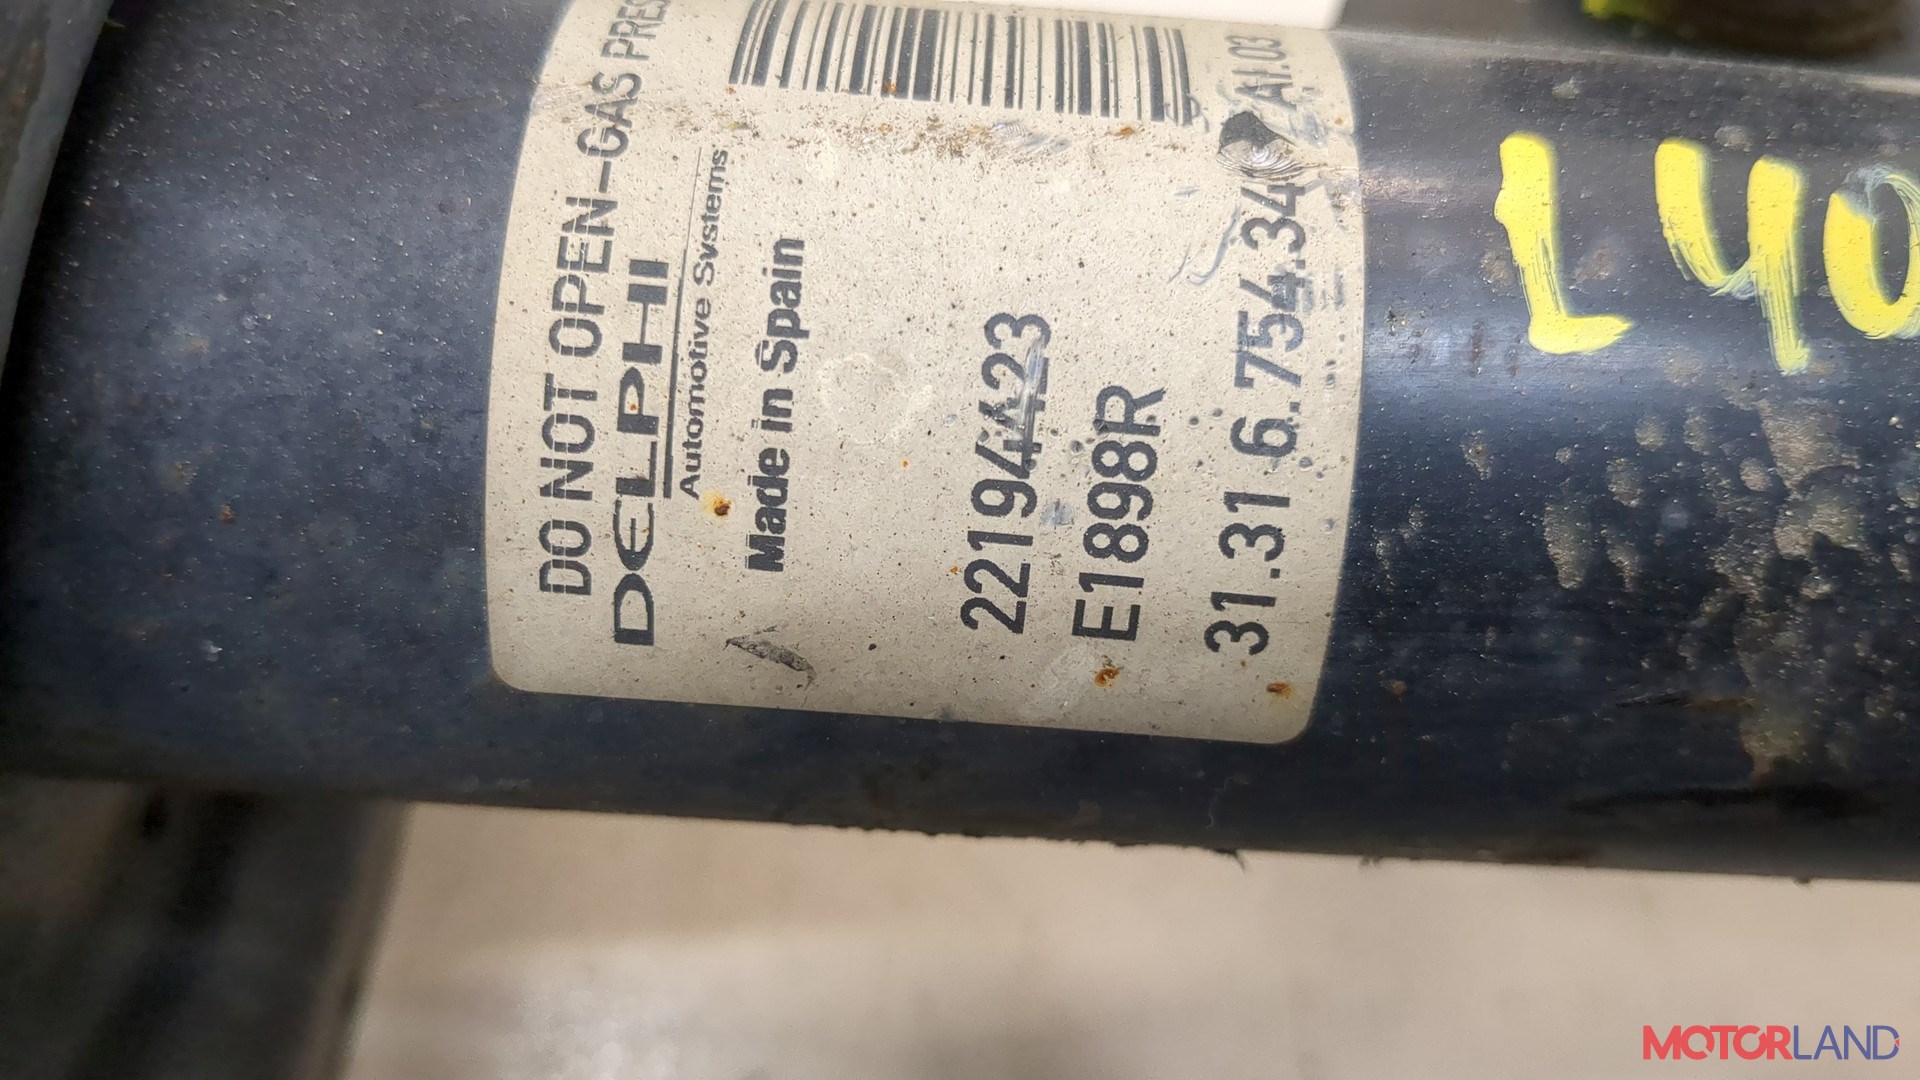 DO NOT OPEN-GAS PRES
DELPHI
Automotive Systems
Made in Spain
22194423
E1898R
31.31 6.754.34
AI.03
L40
MOTORLAND